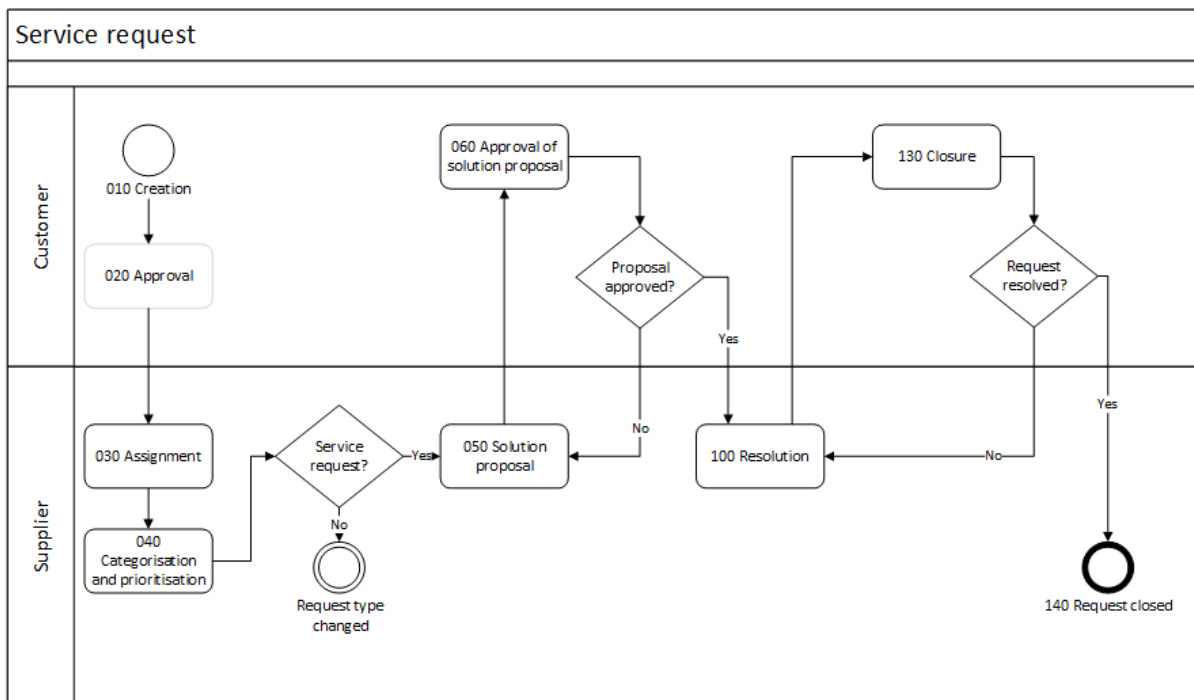 Service request
Customer
010 Creation
020 Approval
060 Approval of
solution proposal
Proposal
approved?
Yes
No
130 Closure
Request
resolved?
Yes
No
Supplier
030 Assignment
040
Categorisation
and prioritisation
Service
request?
Yes
No
Request type
changed
050 Solution
proposal
100 Resolution
140 Request closed